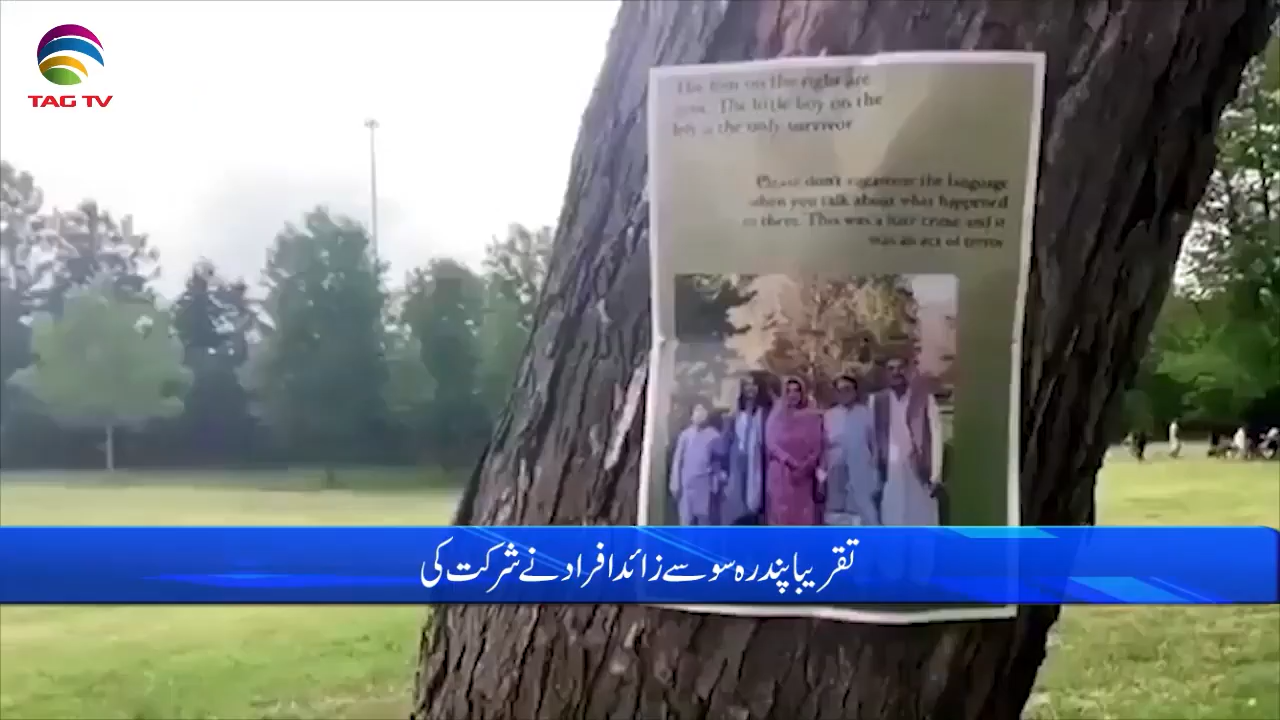 TAG TV
The four on the right are
gone. The little boy on the
left is the only survivor
Please don't sugarcoat the language
when you talk about what happened
to them. This was a hate crime and it
was an act of terror
تقریبا پندرہ سو سے زائد افراد نے شرکت کی